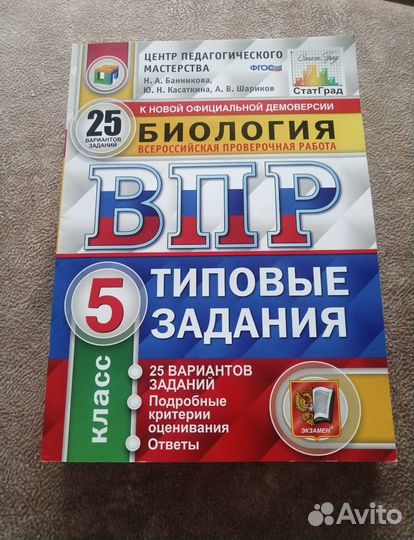 ЦЕНТР ПЕДАГОГИЧЕСКОГО
МАСТЕРСТВА
Н. А. Банникова,
Ю. Н. Касаткина, А. В. Шариков
ФГОС
СтатГрад
СтатГрад
К НОВОЙ ОФИЦИАЛЬНОЙ ДЕМОВЕРСИИ
25
ВАРИАНТОВ
ЗАДАНИЙ
БИОЛОГИЯ
ВСЕРОССИЙСКАЯ ПРОВЕРОЧНАЯ РАБОТА
ВПР
5
КЛАСС
ТИПОВЫЕ
ЗАДАНИЯ
25 ВАРИАНТОВ
ЗАДАНИЙ
Подробные
критерии
оценивания
Ответы
ЭКЗАМЕН®
Avito